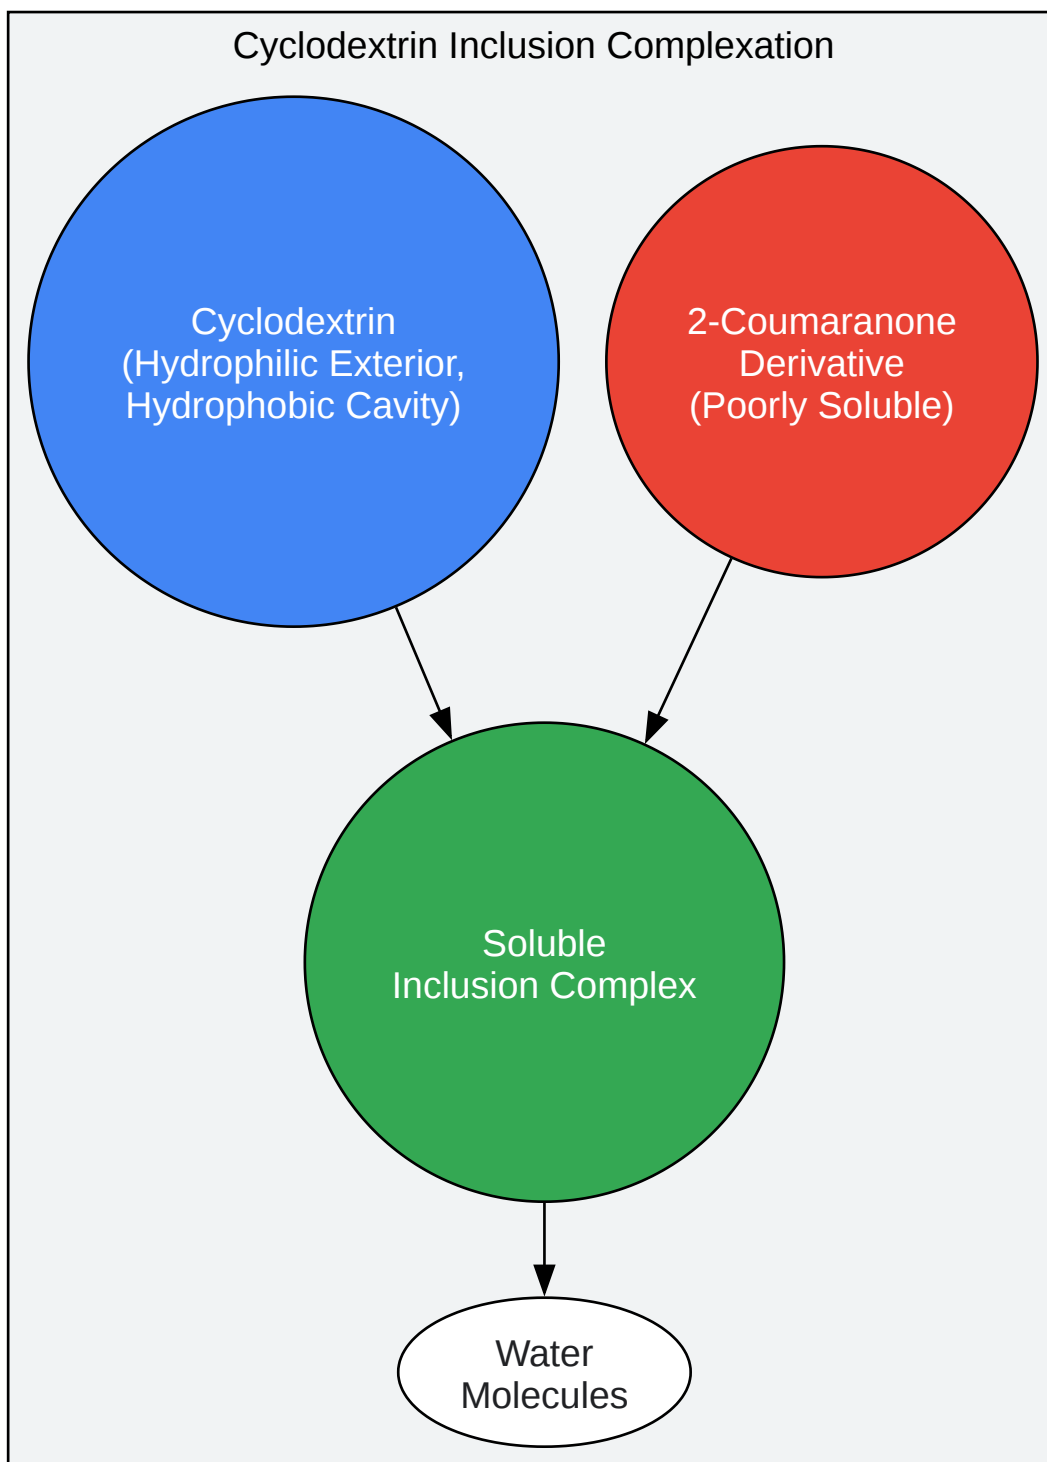 Cyclodextrin Inclusion Complexation
Cyclodextrin
(Hydrophilic Exterior,
Hydrophobic Cavity)
2-Coumaranone
Derivative
(Poorly Soluble)
Soluble
Inclusion Complex
Water
Molecules